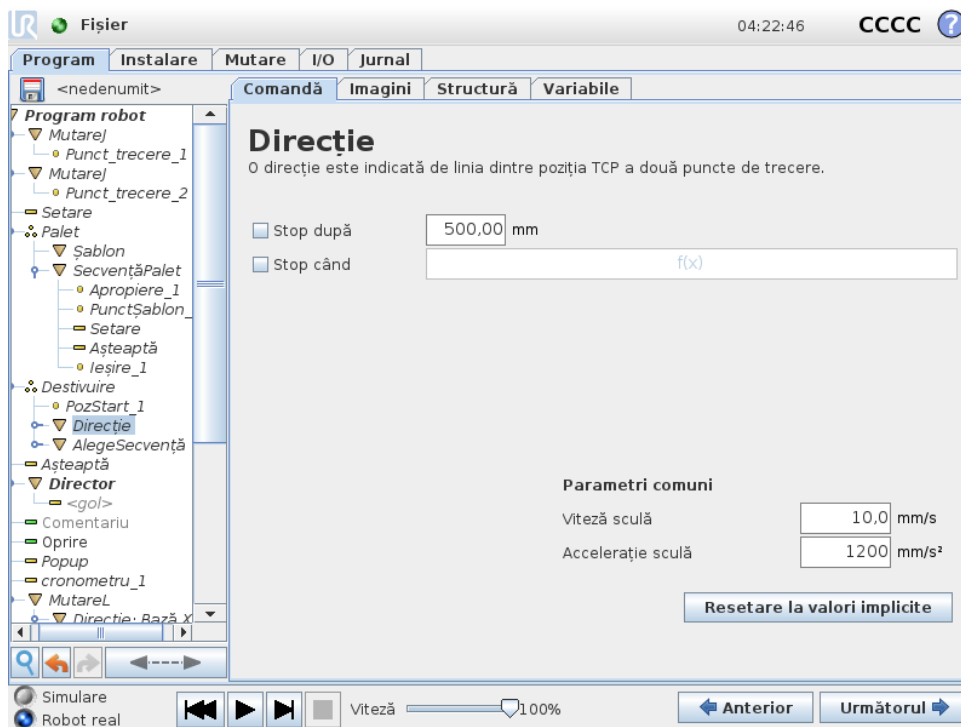 UR Fișier 04:22:46 CCCC ?
Program Instalare Mutare I/O Jurnal
<nedenumit>
Comandă Imagini Structură Variabile
Program robot
MutareJ
Punct_trecere_1
MutareJ
Punct_trecere_2
Setare
Palet
Șablon
SecvențăPalet
Apropiere_1
PunctȘablon_
Setare
Așteaptă
Ieșire_1
Destivuire
PozStart_1
Direcție
AlegeSecvență
Așteaptă
Director
<gol>
Comentariu
Oprire
Popup
cronometru_1
MutareL
Direcție: Bază X
Direcție
O direcție este indicată de linia dintre poziția TCP a două puncte de trecere.
Stop după 500,00 mm
Stop când f(x)
Parametri comuni
Viteză sculă 10,0 mm/s
Accelerație sculă 1200 mm/s²
Resetare la valori implicite
Simulare
Robot real
Viteză 100%
Anterior Următorul